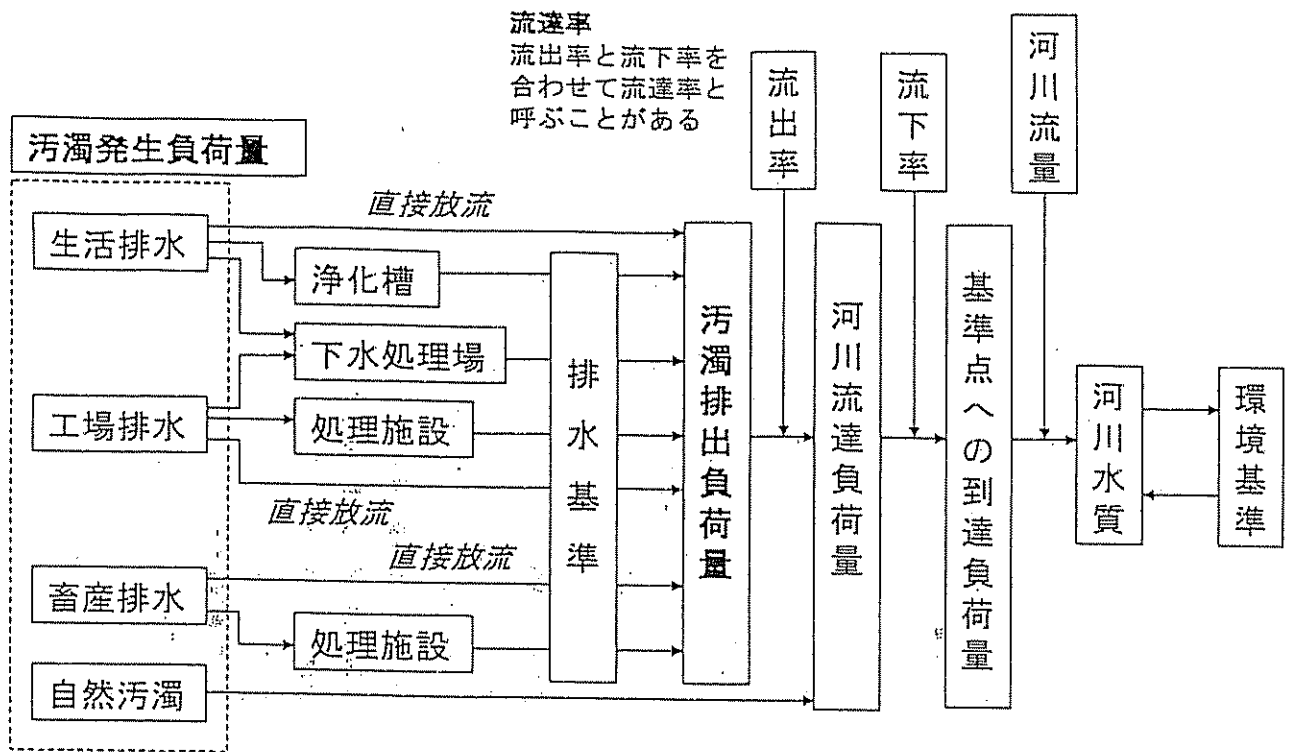 流達率
流出率と流下率を
合わせて流達率と
呼ぶことがある
流出率
流下率
河川流量
汚濁発生負荷量
直接放流
生活排水
浄化槽
下水処理場
工場排水
処理施設
直接放流
直接放流
畜産排水
処理施設
自然汚濁
排水基準
汚濁排出負荷量
河川流達負荷量
基準点への到達負荷量
河川水質
環境基準